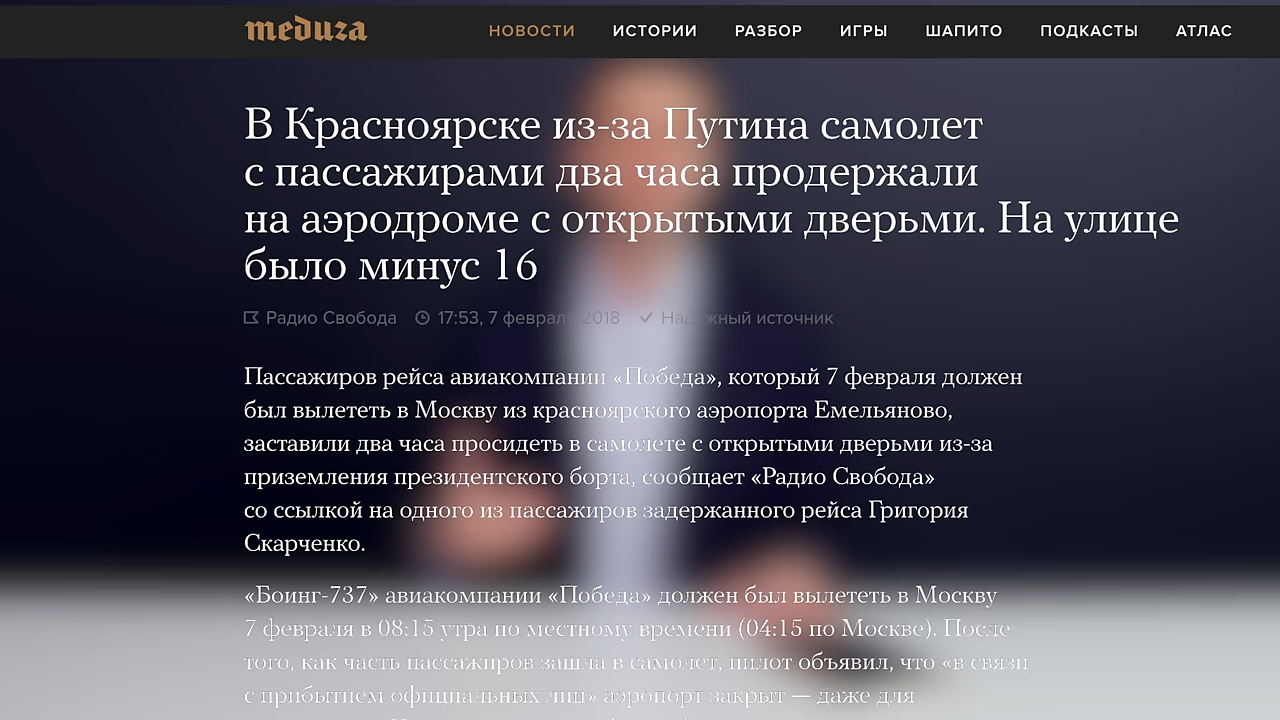 meduza
НОВОСТИ ИСТОРИИ РАЗБОР ИГРЫ ШАПИТО ПОДКАСТЫ АТЛАС
В Красноярске из-за Путина самолет
с пассажирами два часа продержали
на аэродроме с открытыми дверьми. На улице
было минус 16
Радио Свобода 17:53, 7 февраля 2018 Надежный источник
Пассажиров рейса авиакомпании «Победа», который 7 февраля должен
был вылететь в Москву из красноярского аэропорта Емельяново,
заставили два часа просидеть в самолете с открытыми дверьми из-за
приземления президентского борта, сообщает «Радио Свобода»
со ссылкой на одного из пассажиров задержанного рейса Григория
Скарченко.
«Боинг-737» авиакомпании «Победа» должен был вылететь в Москву
7 февраля в 08:15 утра по местному времени (04:15 по Москве). После
того, как часть пассажиров зашла в самолет, пилот объявил, что «в связи
с прибытием официальных лиц» аэропорт закрыт — даже для